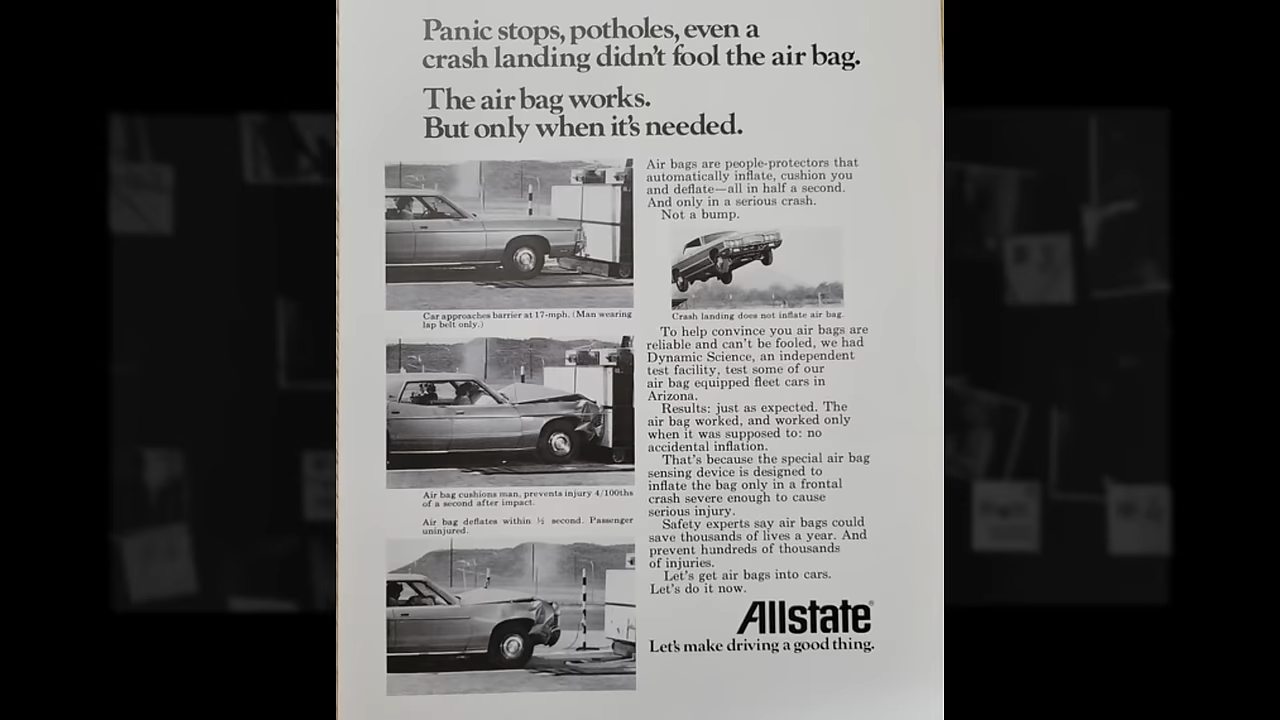 Panic stops, potholes, even a
crash landing didn't fool the air bag.
The air bag works.
But only when it's needed.
Car approaches barrier at 17-mph. (Man wearing
lap belt only.)
Air bag cushions man, prevents injury 4/100ths
of a second after impact.
Air bag deflates within ½ second. Passenger
uninjured.
Air bags are people-protectors that
automatically inflate, cushion you
and deflate—all in half a second.
And only in a serious crash.
Not a bump.
Crash landing does not inflate air bag.
To help convince you air bags are
reliable and can't be fooled, we had
Dynamic Science, an independent
test facility, test some of our
air bag equipped fleet cars in
Arizona.
Results: just as expected. The
air bag worked, and worked only
when it was supposed to: no
accidental inflation.
That's because the special air bag
sensing device is designed to
inflate the bag only in a frontal
crash severe enough to cause
serious injury.
Safety experts say air bags could
save thousands of lives a year. And
prevent hundreds of thousands
of injuries.
Let's get air bags into cars.
Let's do it now.
Allstate®
Let's make driving a good thing.